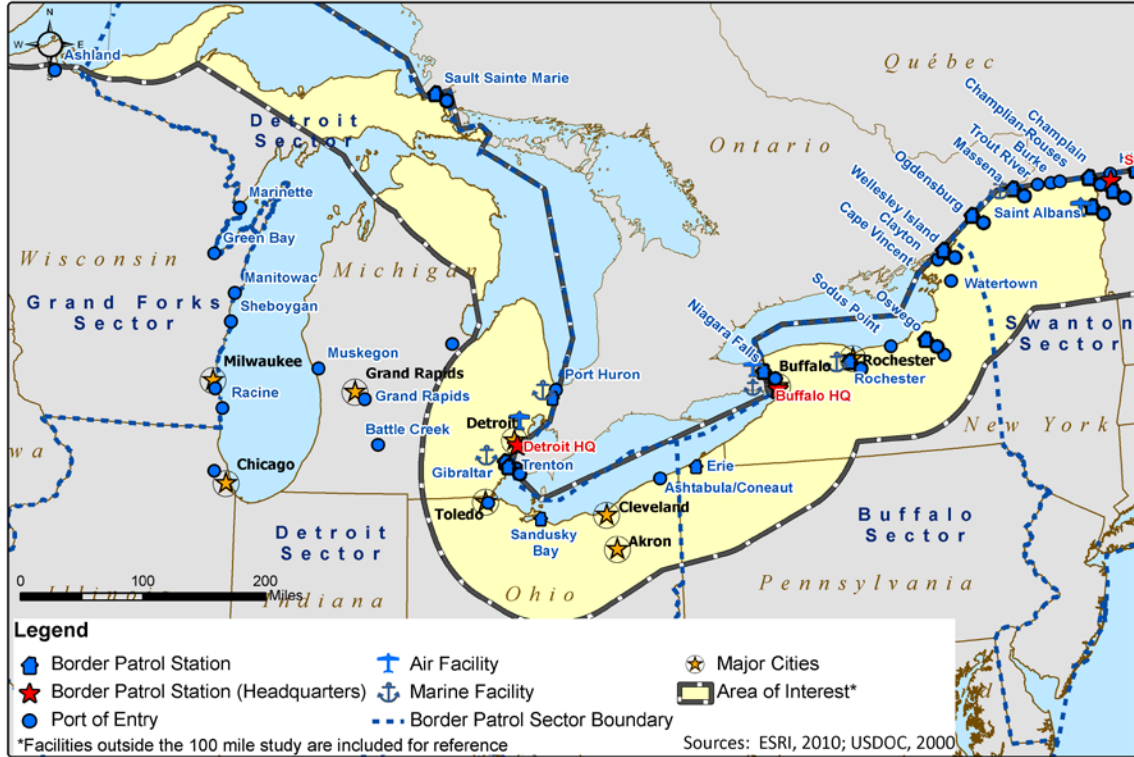 N
W
E
S
Ashland
Sault Sainte Marie
Québec
Ontario
Detroit
Sector
Champlain
Champlian-Rouses
Burke
Trout River
Massena
Ogdensburg
Wellesley Island
Clayton
Cape Vincent
Saint Albans
Marinette
Green Bay
Wisconsin
Michigan
Manitowac
Sheboygan
Grand Forks
Sector
Watertown
Oswego
Sodus Point
Niagara Falls
Swanton
Sector
Milwaukee
Muskegon
Grand Rapids
Grand Rapids
Racine
Port Huron
Buffalo
Rochester
Rochester
Buffalo HQ
Battle Creek
Detroit
Detroit HQ
New York
wa
Chicago
Gibraltar
Trenton
Erie
Ashtabula/Coneaut
Toledo
Cleveland
Sandusky
Bay
Akron
Detroit
Sector
Buffalo
Sector
Pennsylvania
Ohio
Illinois
Indiana
0
100
200
Miles
Legend
Border Patrol Station
Border Patrol Station (Headquarters)
Port of Entry
Air Facility
Marine Facility
Border Patrol Sector Boundary
Major Cities
Area of Interest*
*Facilities outside the 100 mile study are included for reference
Sources: ESRI, 2010; USDOC, 2000